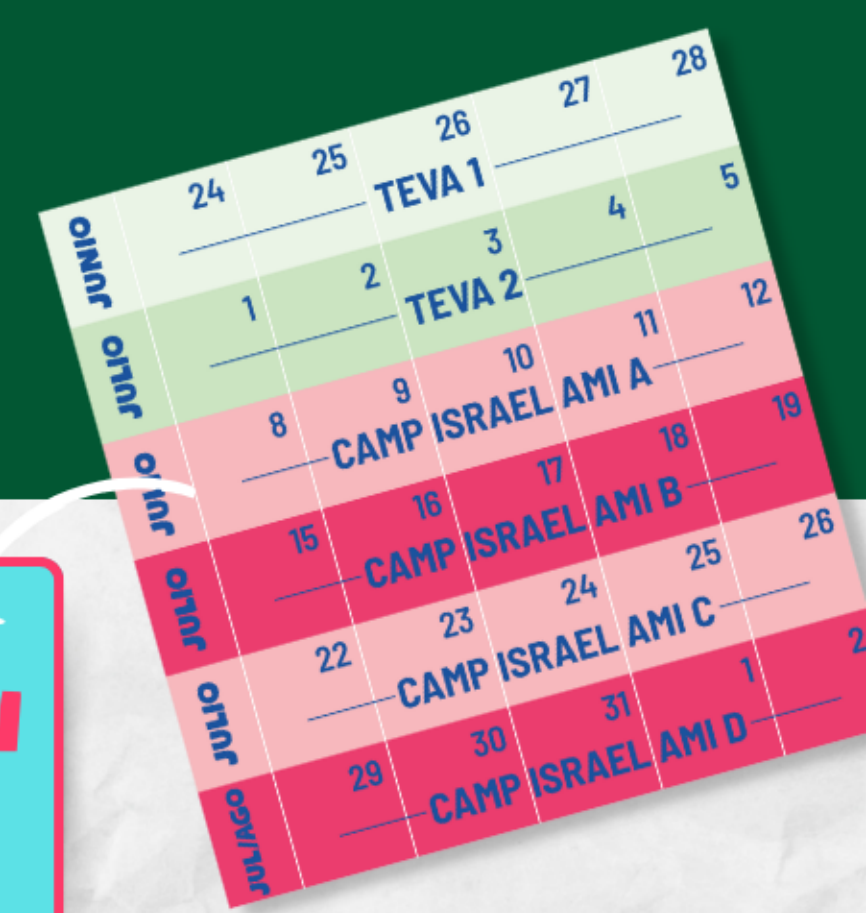 JUNIO 24 25 26 27 28
TEVA 1
JULIO 1 2 3 4 5
TEVA 2
JULIO 8 9 10 11 12
CAMP ISRAEL AMI A
JULIO 15 16 17 18 19
CAMP ISRAEL AMI B
JULIO 22 23 24 25 26
CAMP ISRAEL AMI C
JUL/AGO 29 30 31 1 2
CAMP ISRAEL AMI D